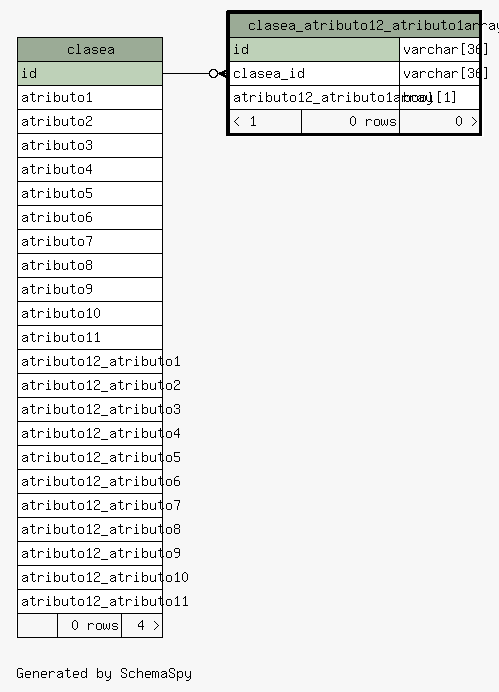 clasea
id
atributo1
atributo2
atributo3
atributo4
atributo5
atributo6
atributo7
atributo8
atributo9
atributo10
atributo11
atributo12_atributo1
atributo12_atributo2
atributo12_atributo3
atributo12_atributo4
atributo12_atributo5
atributo12_atributo6
atributo12_atributo7
atributo12_atributo8
atributo12_atributo9
atributo12_atributo10
atributo12_atributo11
0 rows 4 >
clasea_atributo12_atributo1array
id varchar[36]
clasea_id varchar[36]
atributo12_atributo1array bool[1]
< 1 0 rows 0 >
Generated by SchemaSpy